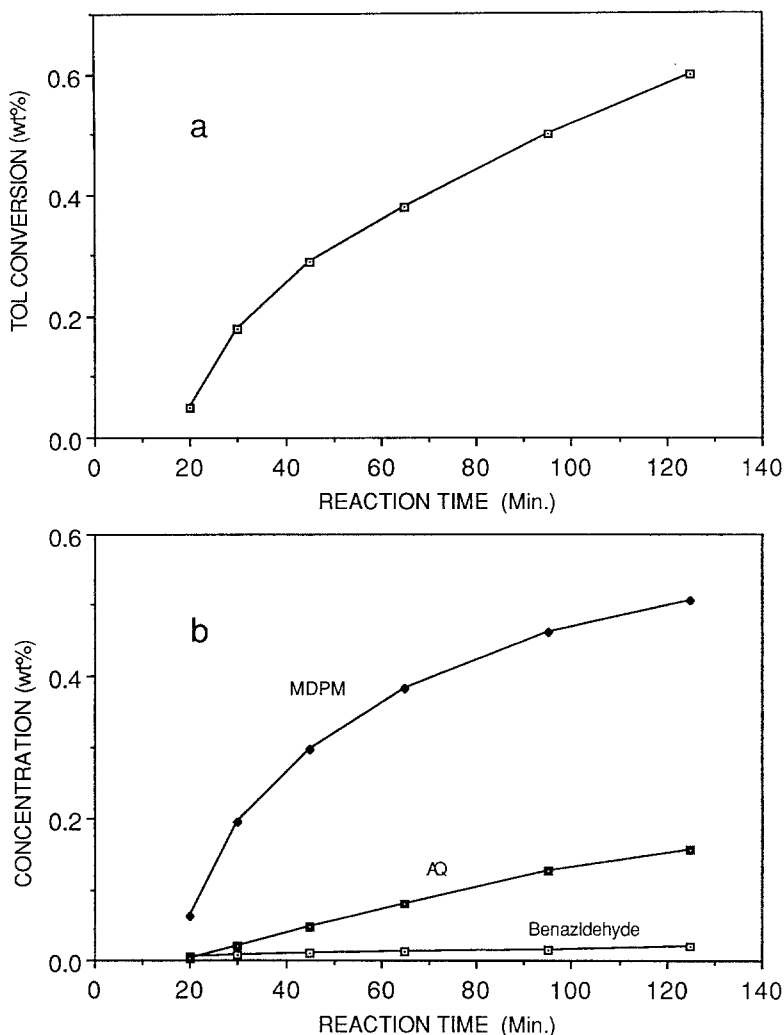 TOL CONVERSION (wt%)
0.6
0.4
0.2
0.0
a
0 20 40 60 80 100 120 140
REACTION TIME (Min.)
CONCENTRATION (wt%)
0.6
0.4
0.2
0.0
b
MDPM
AQ
Benazidehyde
0 20 40 60 80 100 120 140
REACTION TIME (Min.)